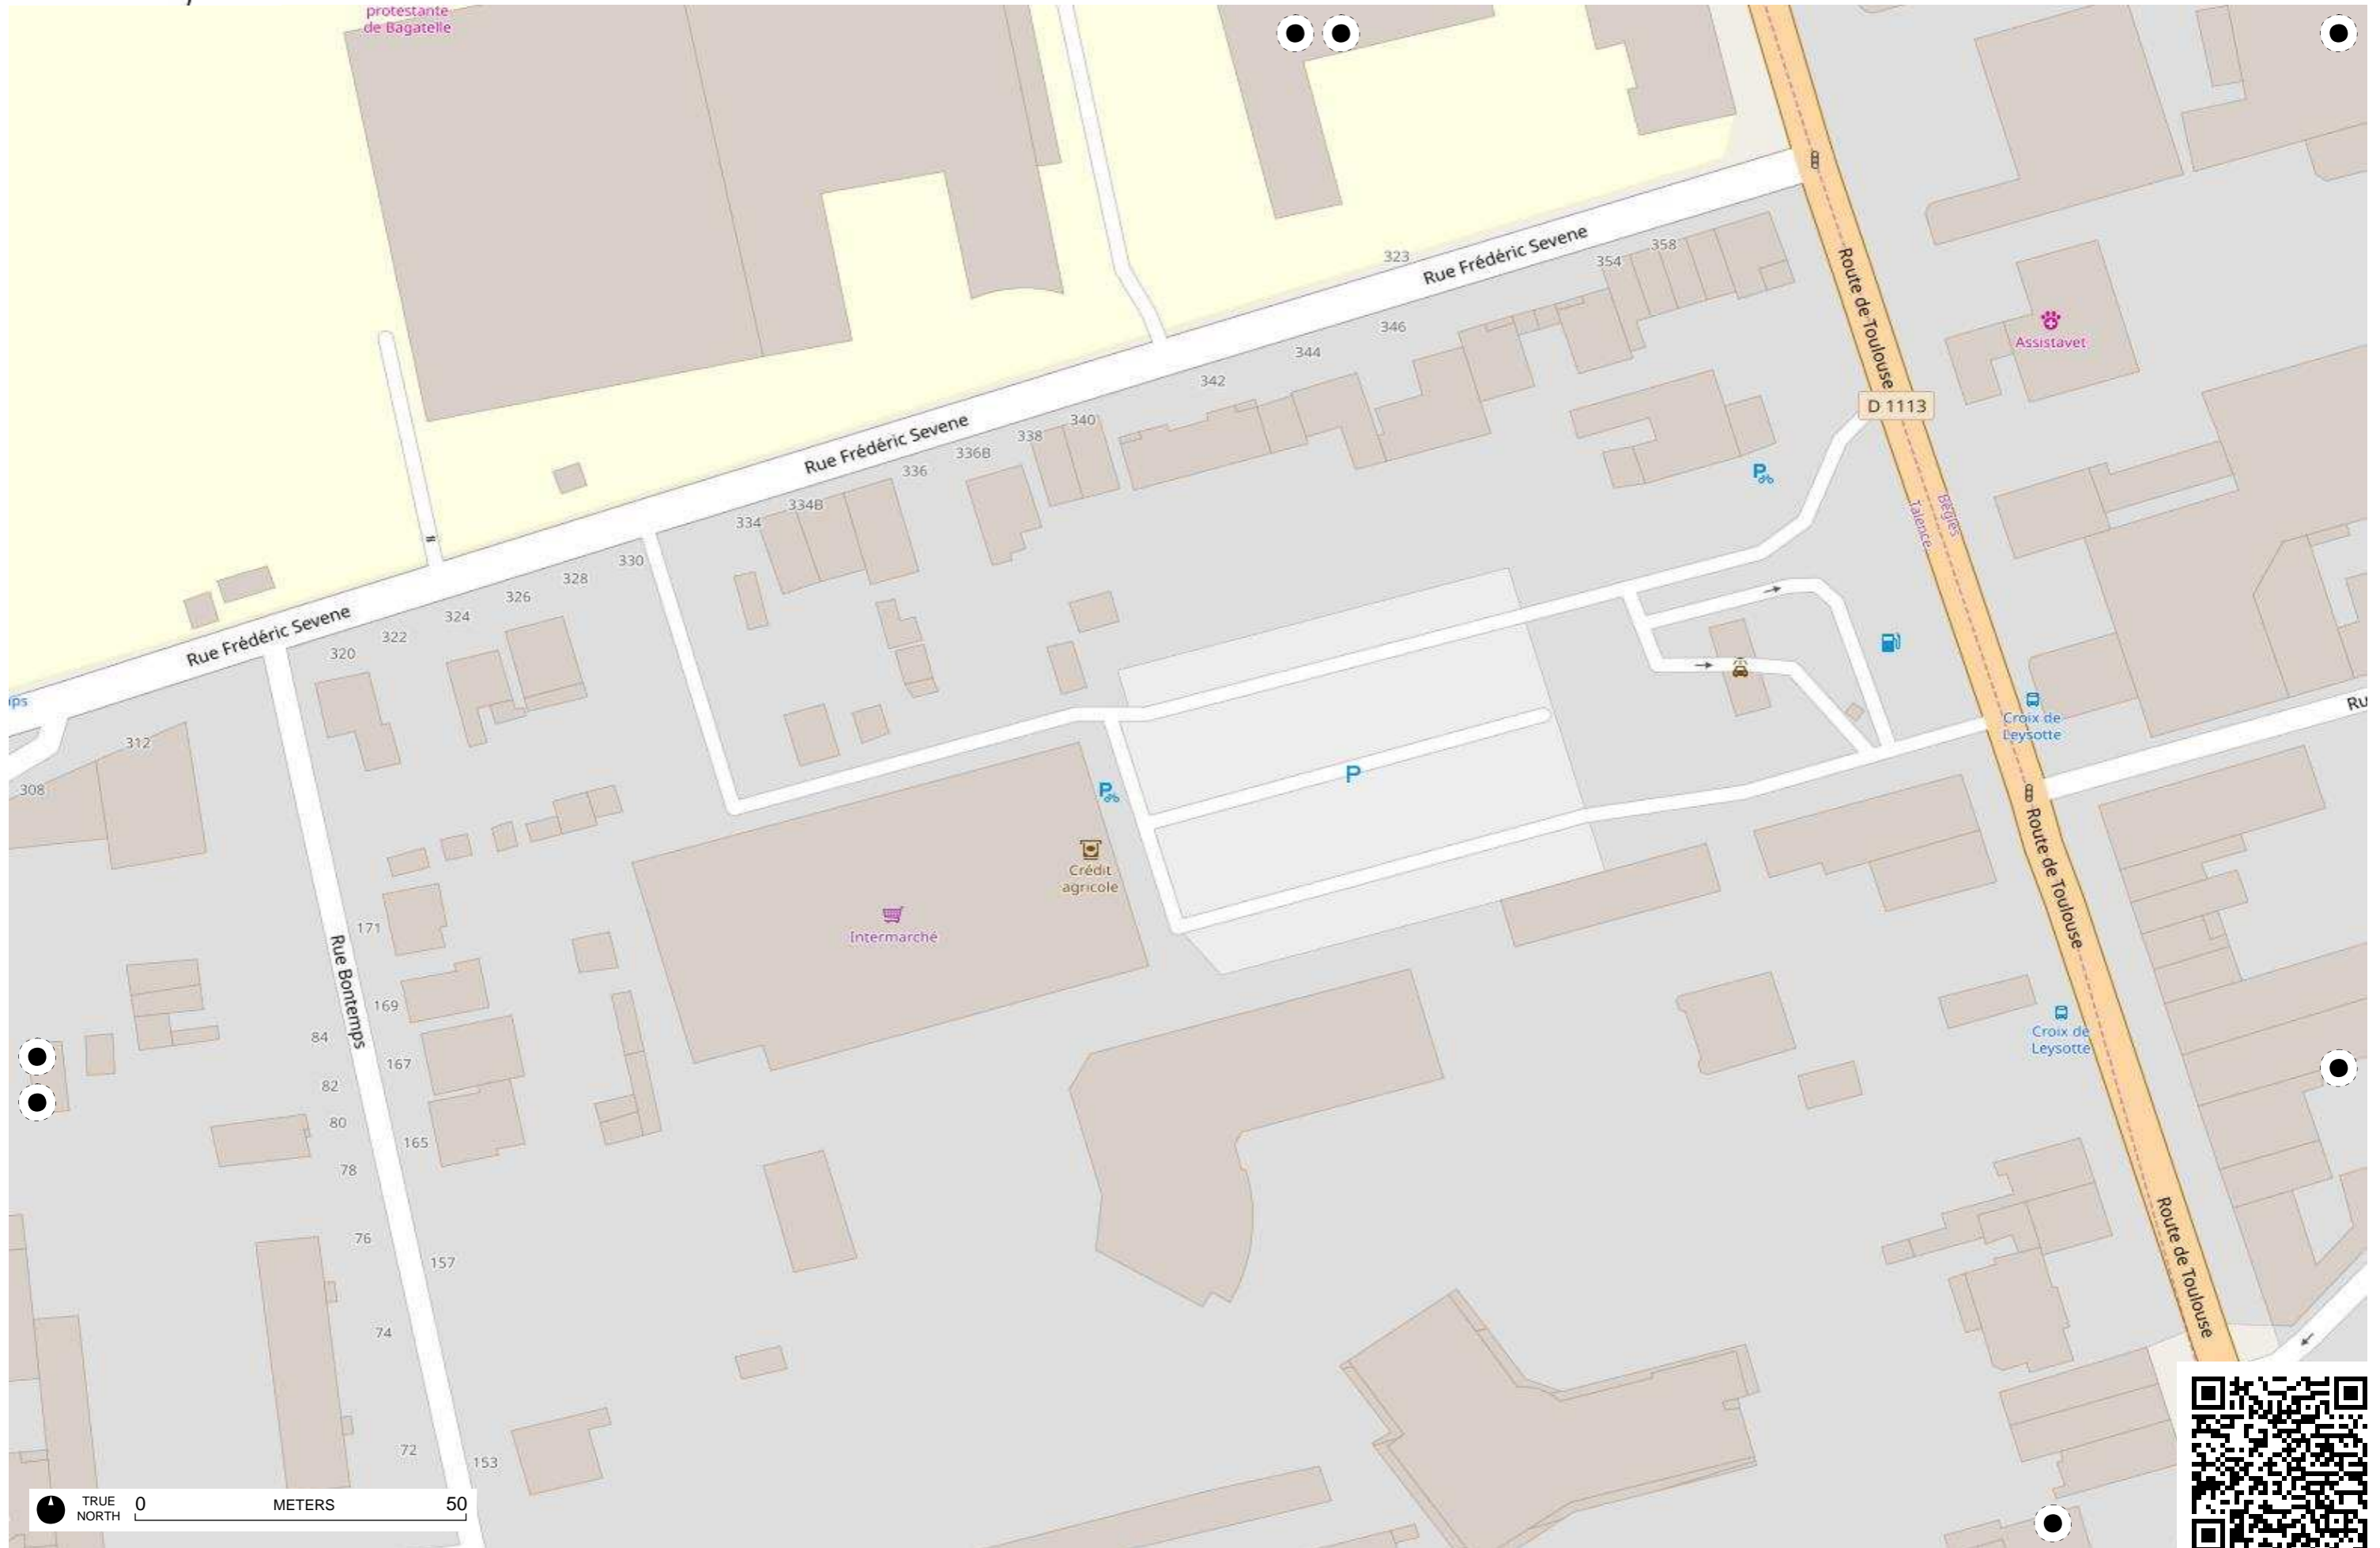 protestante
de Bagatelle
Rue Frédéric Sevene
323
358
354
346
344
342
Route de Toulouse
Assistavet
D 1113
340
338
336B
336
334B
334
Rue Frédéric Sevene
P
Talence
Bègles
330
328
326
324
322
320
Rue Frédéric Sevene
312
308
Croix de
Leysotte
P
P
Crédit
agricole
Intermarché
Route de Toulouse
171
169
Rue Bontemps
84
167
82
80
165
78
76
157
74
72
153
Croix de
Leysotte
Route de Toulouse
TRUE
NORTH
0 METERS 50